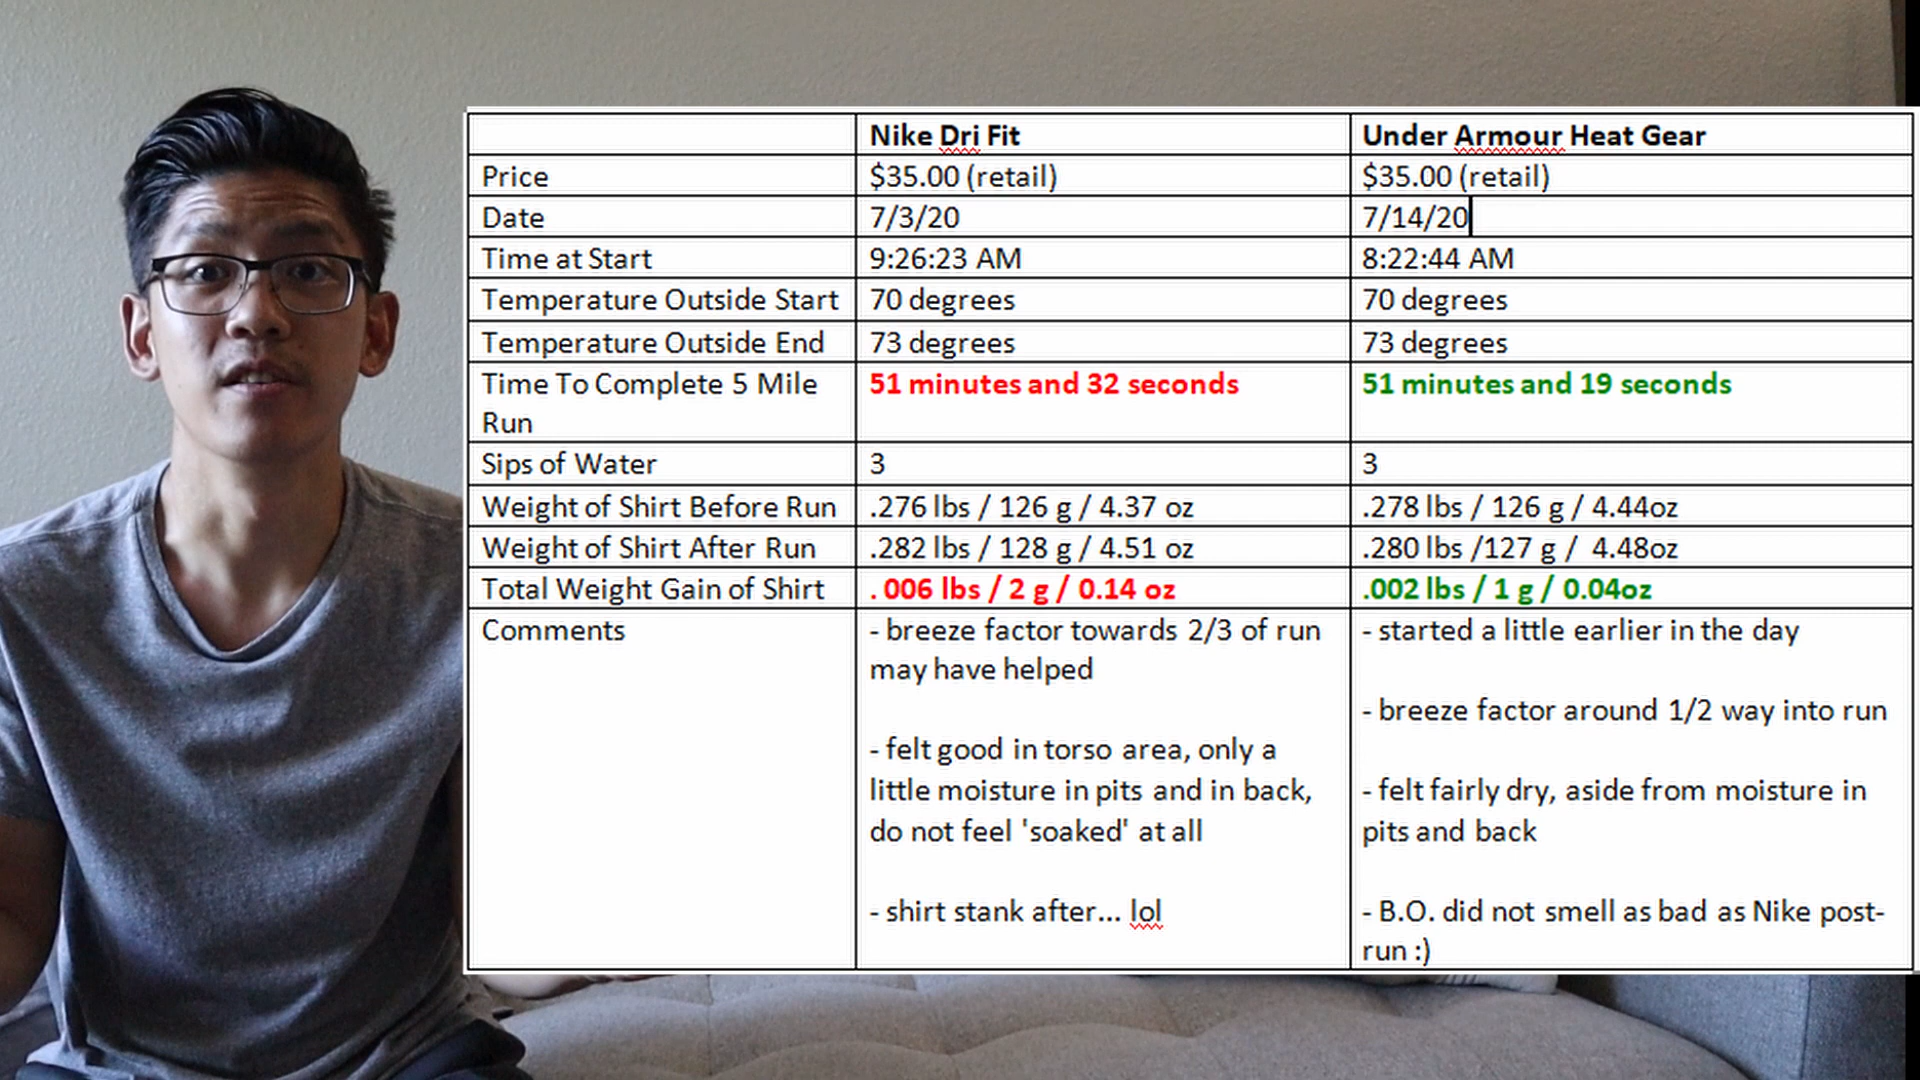 Nike Dri Fit Under Armour Heat Gear
Price $35.00 (retail) $35.00 (retail)
Date 7/3/20 7/14/20
Time at Start 9:26:23 AM 8:22:44 AM
Temperature Outside Start 70 degrees 70 degrees
Temperature Outside End 73 degrees 73 degrees
Time To Complete 5 Mile 51 minutes and 32 seconds 51 minutes and 19 seconds
Run
Sips of Water 3 3
Weight of Shirt Before Run .276 lbs / 126 g / 4.37 oz .278 lbs / 126 g / 4.44oz
Weight of Shirt After Run .282 lbs / 128 g / 4.51 oz .280 lbs /127 g / 4.48oz
Total Weight Gain of Shirt . 006 lbs / 2 g / 0.14 oz .002 lbs / 1 g / 0.04oz
Comments
- breeze factor towards 2/3 of run
may have helped
- felt good in torso area, only a
little moisture in pits and in back,
do not feel 'soaked' at all
- shirt stank after... lol
- started a little earlier in the day
- breeze factor around 1/2 way into run
- felt fairly dry, aside from moisture in
pits and back
- B.O. did not smell as bad as Nike post-
run :)